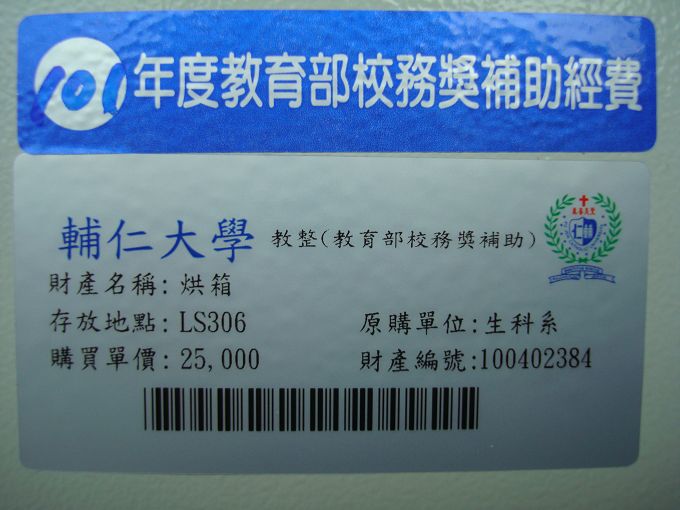 101年度教育部校務獎補助經費
輔仁大學 教整(教育部校務獎補助)
財產名稱: 烘箱
存放地點: LS306 原購單位:生科系
購買單價: 25,000 財產編號:100402384